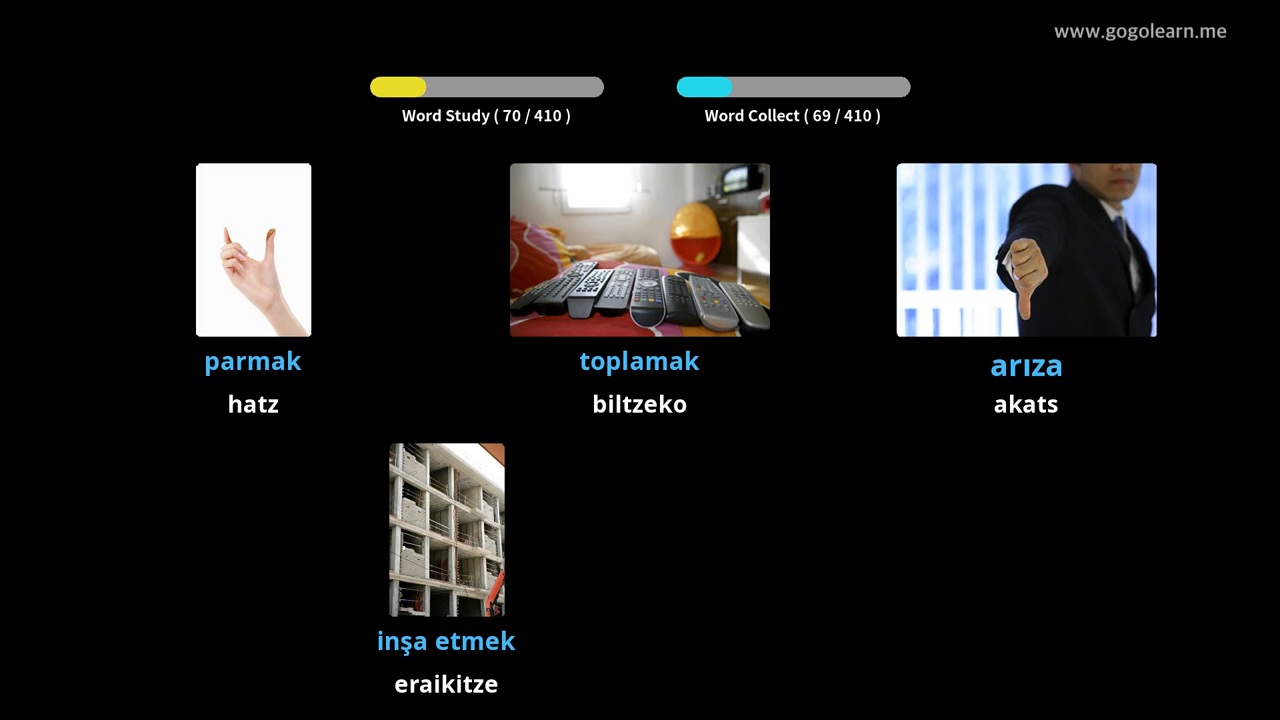 www.gogolearn.me
Word Study ( 70 / 410 )
Word Collect ( 69 / 410 )
parmak
hatz
toplamak
biltzeko
arıza
akats
inşa etmek
eraikitze